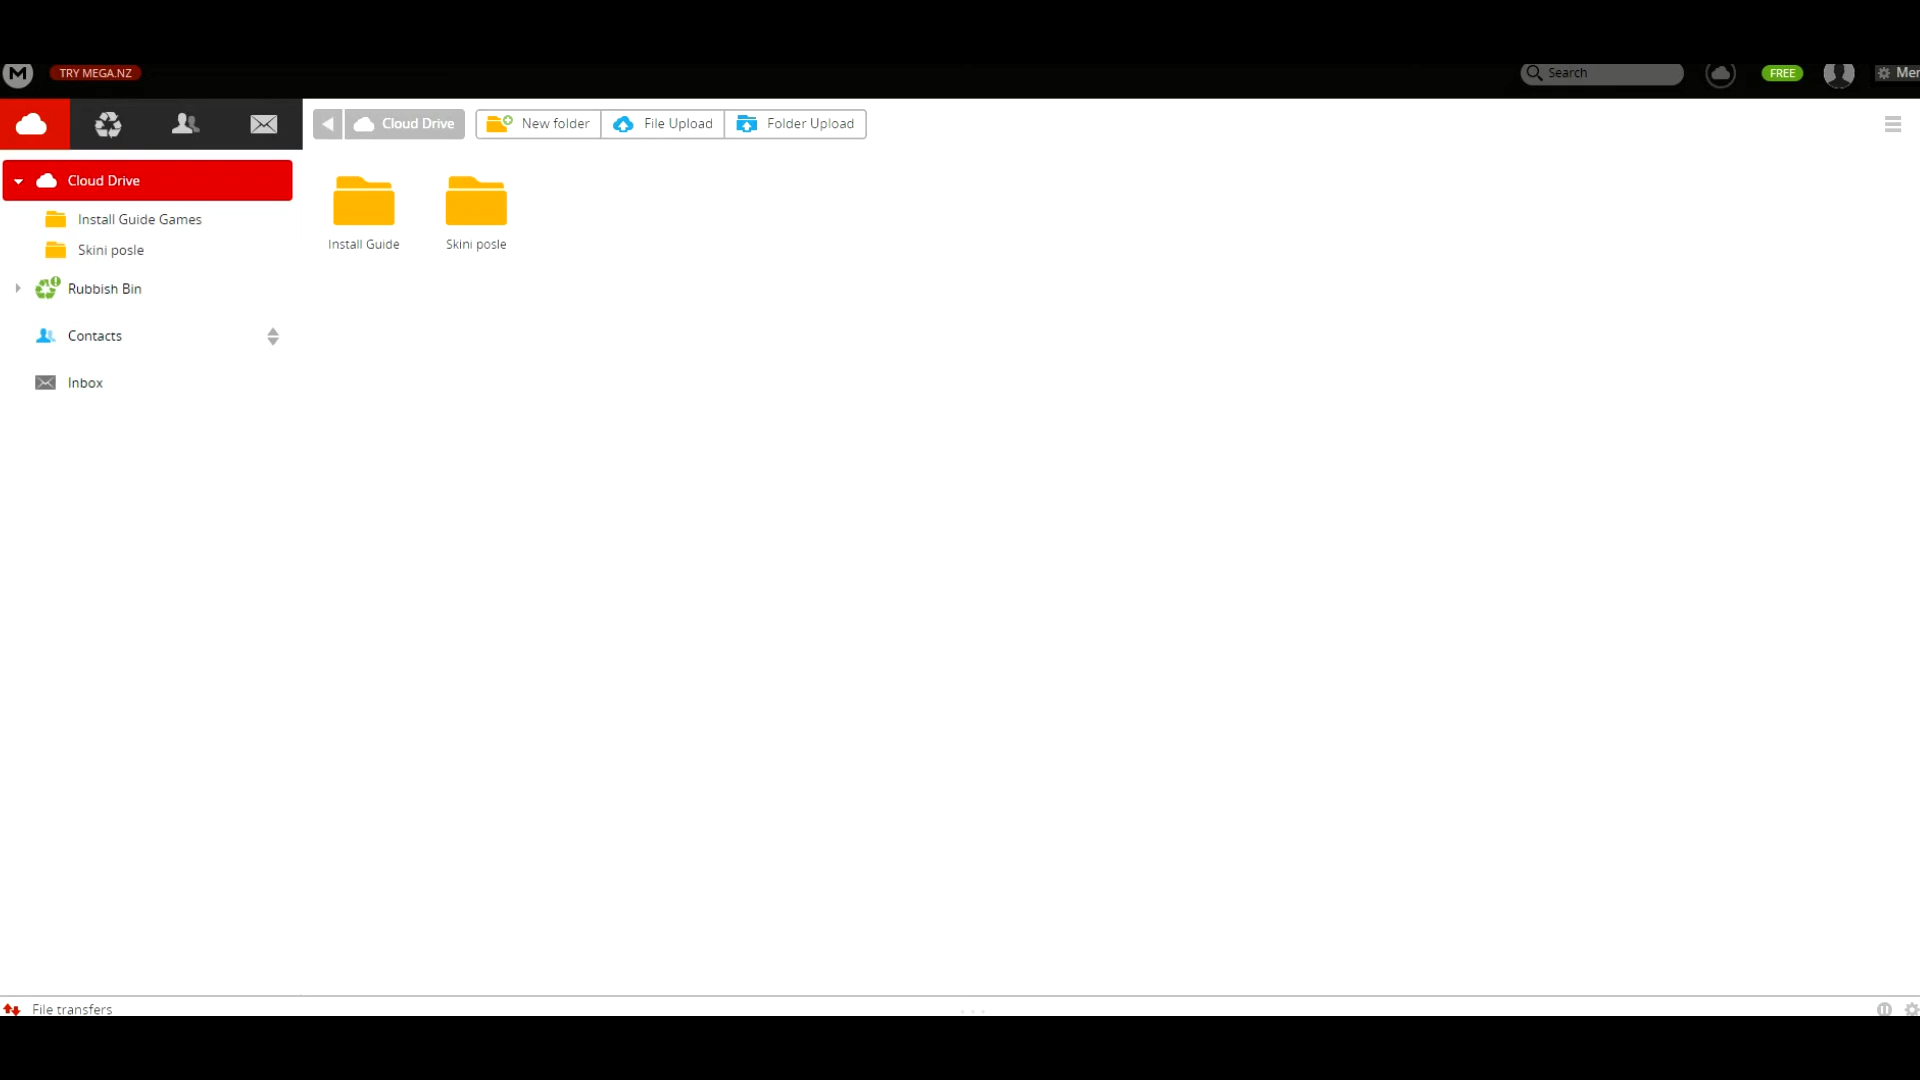 M TRY MEGA.NZ Search FREE Men
Cloud Drive New folder File Upload Folder Upload
Cloud Drive
Install Guide Games
Skini posle
Rubbish Bin
Contacts
Inbox
Install Guide Skini posle
File transfers